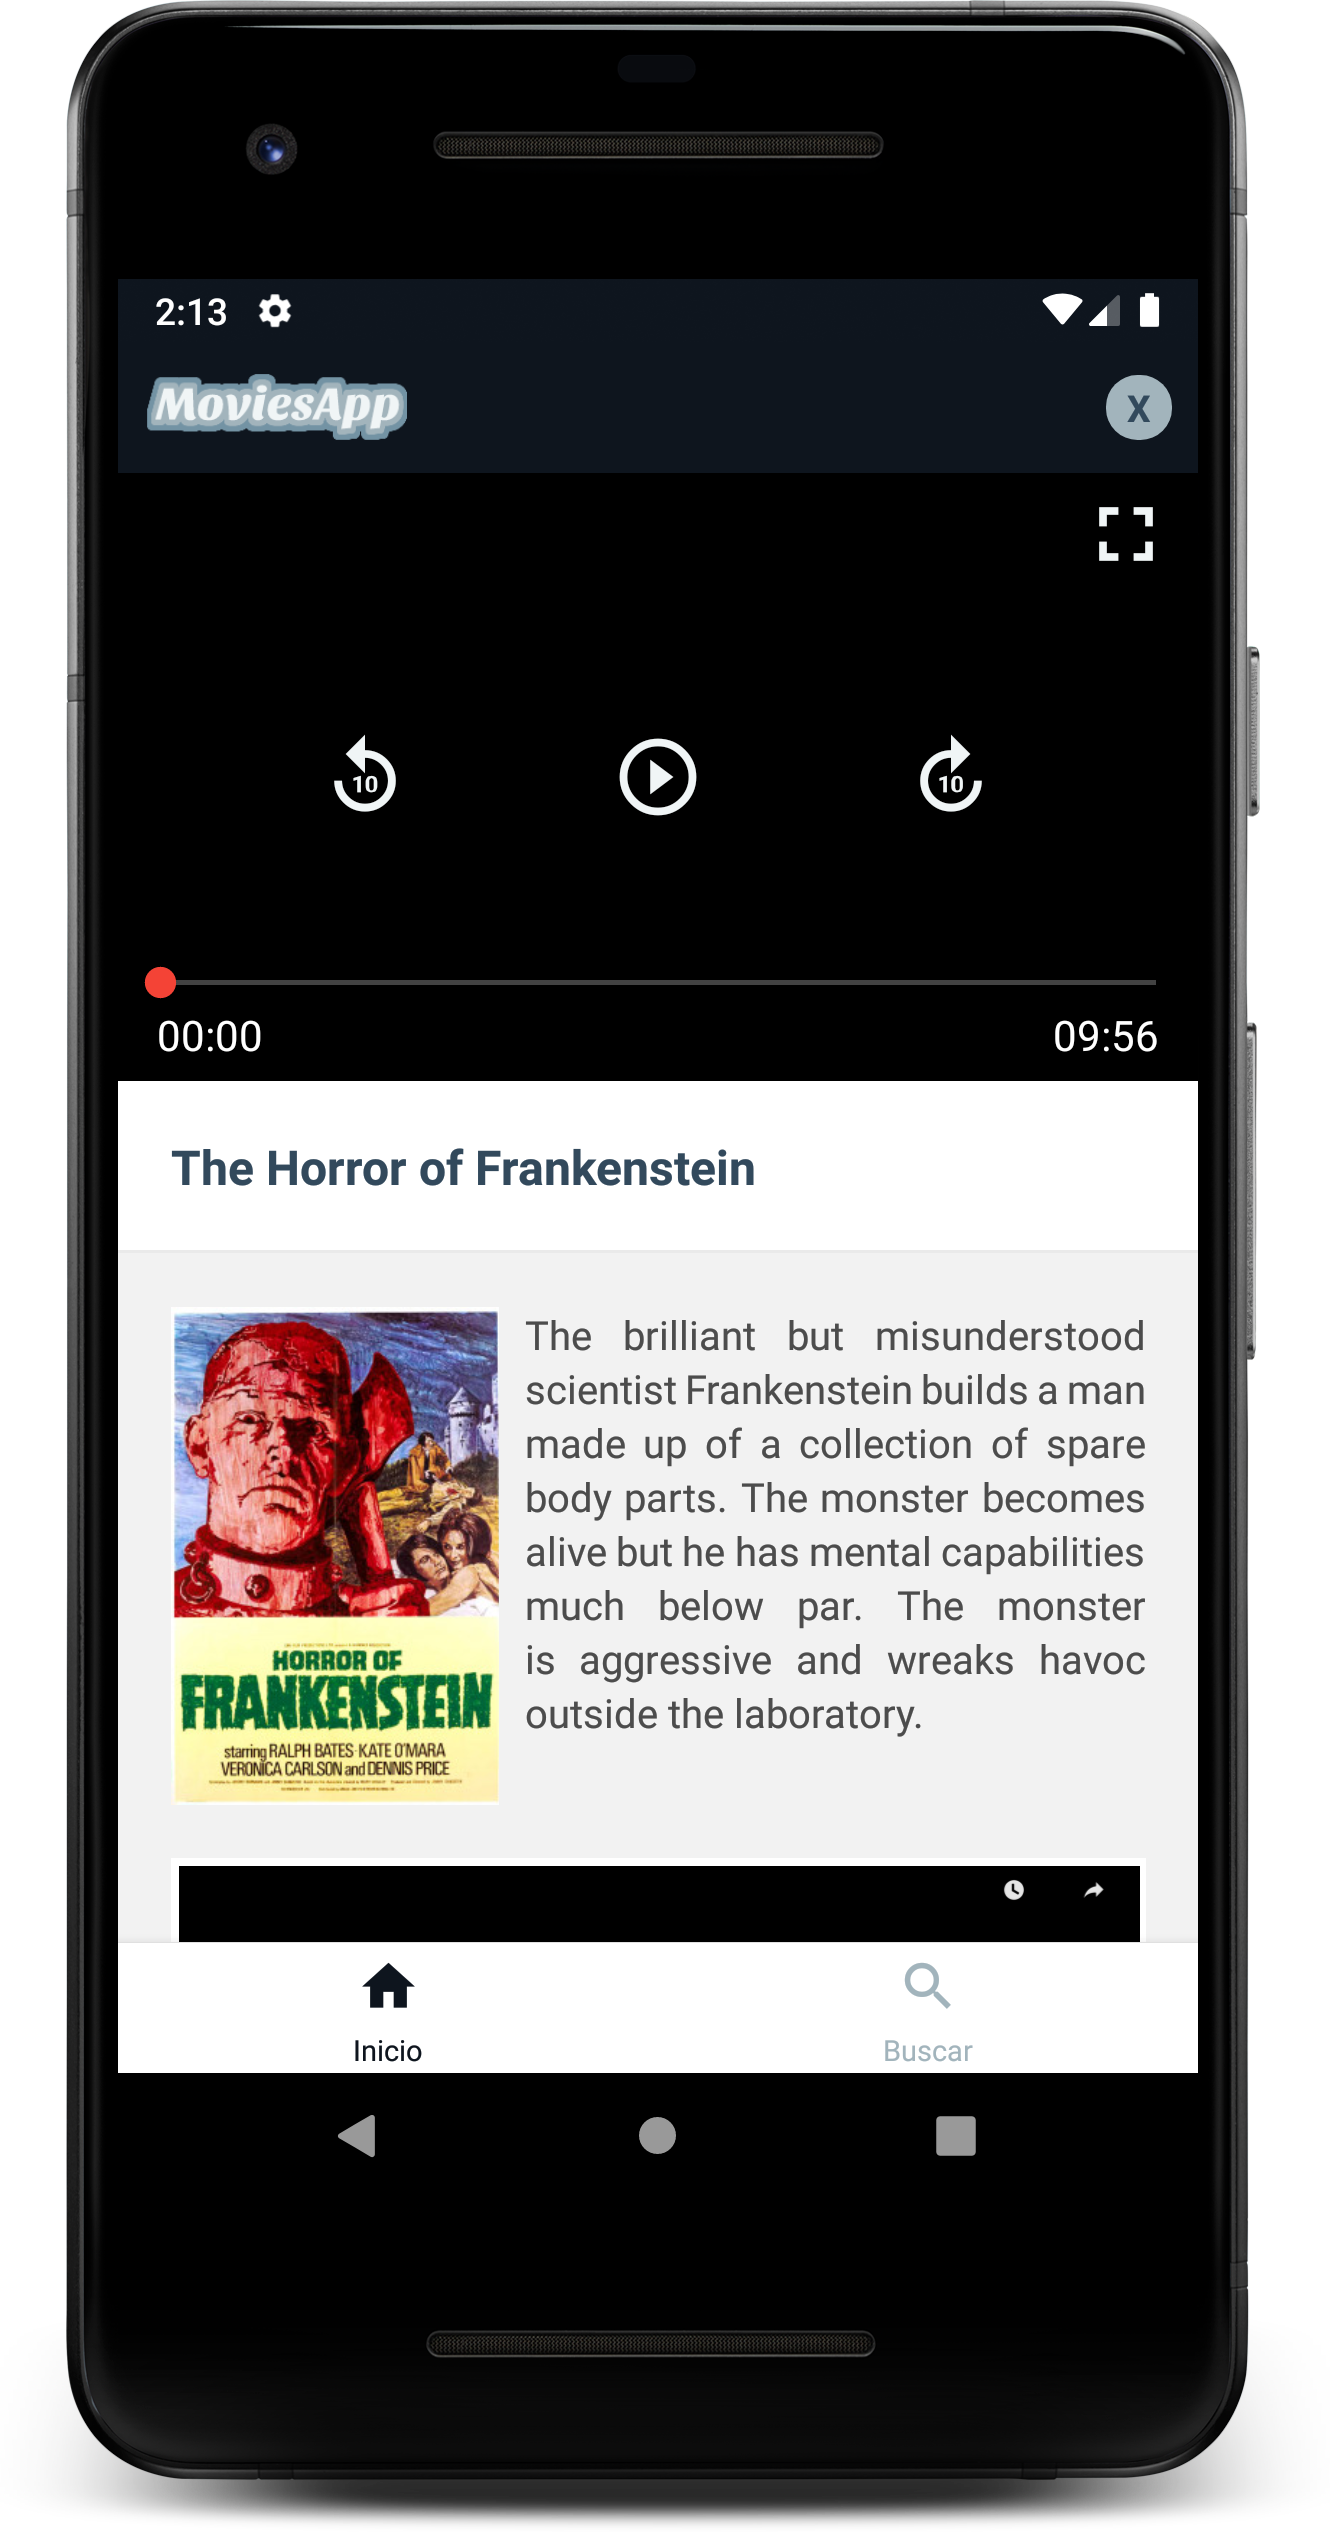 2:13
MoviesApp
X
10
10
00:00
09:56
The Horror of Frankenstein
The brilliant but misunderstood
scientist Frankenstein builds a man
made up of a collection of spare
body parts. The monster becomes
alive but he has mental capabilities
much below par. The monster
is aggressive and wreaks havoc
outside the laboratory.
HORROR OF
FRANKENSTEIN
starring RALPH BATES·KATE O'MARA
VERONICA CARLSON and DENNIS PRICE
Inicio
Buscar